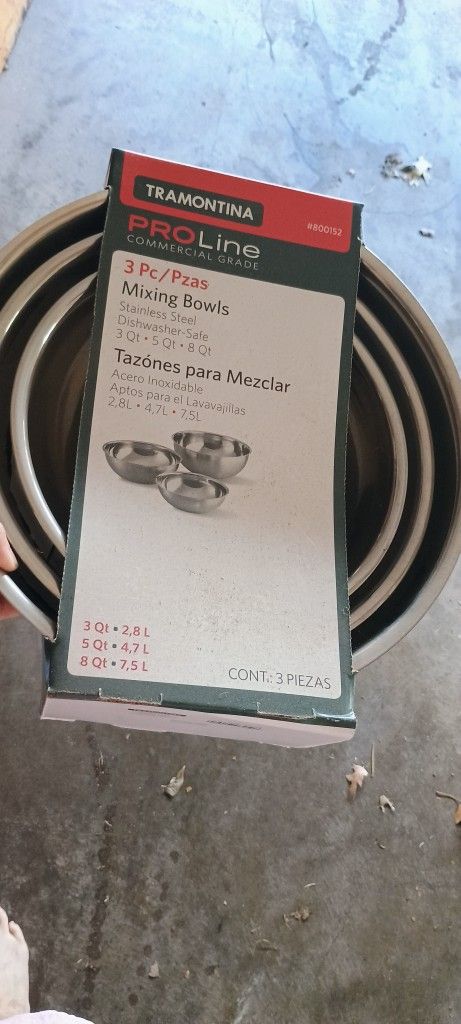 TRAMONTINA
#800152
PROLine
COMMERCIAL GRADE
3 Pc/Pzas
Mixing Bowls
Stainless Steel
Dishwasher-Safe
3 Qt • 5 Qt • 8 Qt
Tazónes para Mezclar
Acero Inoxidable
Aptos para el Lavavajillas
2,8L • 4,7L • 7,5L
3 Qt • 2,8 L
5 Qt • 4,7 L
8 Qt • 7,5 L
CONT.: 3 PIEZAS